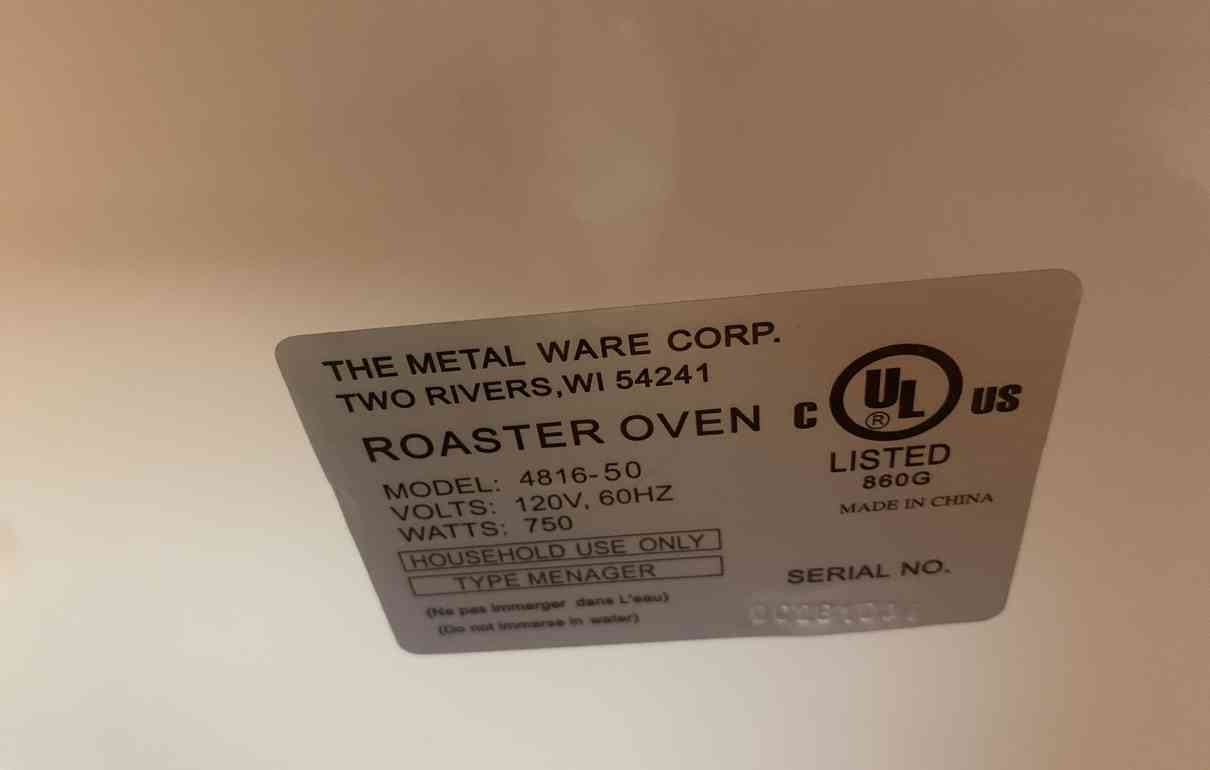 THE METAL WARE CORP.
TWO RIVERS, WI 54241
ROASTER OVEN
MODEL: 4816-50
VOLTS: 120V, 60HZ
WATTS: 750
HOUSEHOLD USE ONLY
TYPE MENAGER
(Ne pas immerger dans L'eau)
(Do not immerse in water)
C UL® US
LISTED
860G
MADE IN CHINA
SERIAL NO.